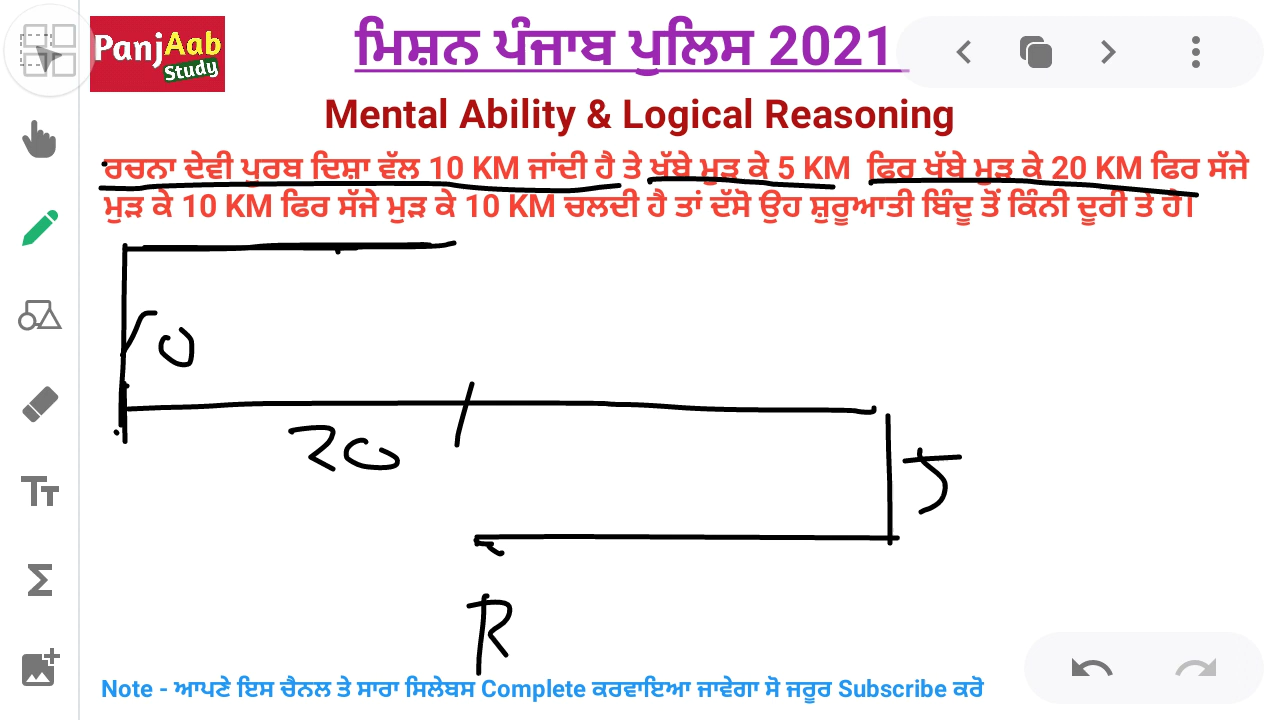 PanjAab
Study
ਮਿਸ਼ਨ ਪੰਜਾਬ ਪੁਲਿਸ 2021
Mental Ability & Logical Reasoning
ਰਚਨਾ ਦੇਵੀ ਪੁਰਬ ਦਿਸ਼ਾ ਵੱਲ 10 KM ਜਾਂਦੀ ਹੈ ਤੇ ਖੱਬੇ ਮੁੜ ਕੇ 5 KM ਫਿਰ ਖੱਬੇ ਮੁੜ ਕੇ 20 KM ਫਿਰ ਸੱਜੇ
ਮੁੜ ਕੇ 10 KM ਫਿਰ ਸੱਜੇ ਮੁੜ ਕੇ 10 KM ਚਲਦੀ ਹੈ ਤਾਂ ਦੱਸੋ ਉਹ ਸ਼ੁਰੂਆਤੀ ਬਿੰਦੂ ਤੋਂ ਕਿੰਨੀ ਦੂਰੀ ਤੇ ਹੈ।
10
20
5
R
Tт
Σ
Note - ਆਪਣੇ ਇਸ ਚੈਨਲ ਤੇ ਸਾਰਾ ਸਿਲੇਬਸ Complete ਕਰਵਾਇਆ ਜਾਵੇਗਾ ਸੋ ਜਰੂਰ Subscribe ਕਰੋ